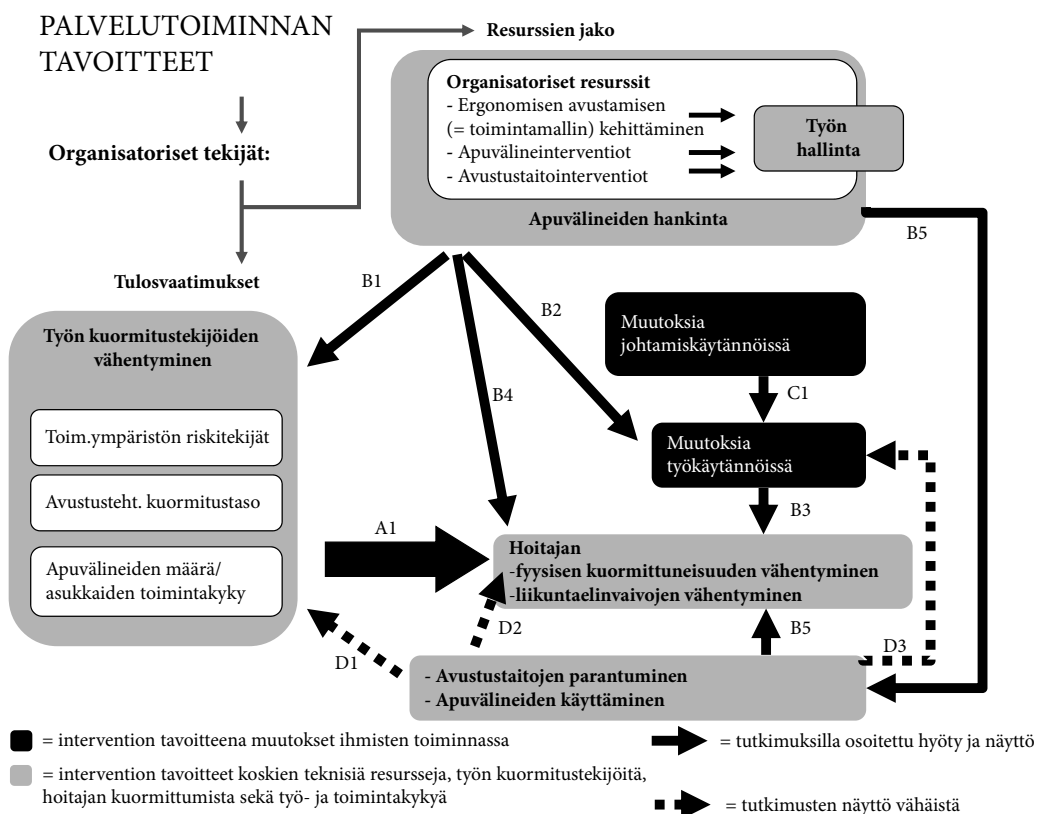 PALVELUTOIMINNAN
TAVOITTEET
Resurssien jako
Organisatoriset resurssit
- Ergonomisen avustamisen
(= toimintamallin) kehittäminen
- Apuvälineinterventiot
- Avustustaitointerventiot
Työn
hallinta
Organisatoriset tekijät:
Apuvälineiden hankinta
B5
Tulosvaatimukset
B1
B2
B4
Työn kuormitustekijöiden
vähentyminen
Toim.ympäristön riskitekijät
Avustusteht. kuormitustaso
Apuvälineiden määrä/
asukkaiden toimintakyky
Muutoksia
johtamiskäytännöissä
C1
Muutoksia
työkäytännöissä
B3
A1
Hoitajan
-fyysisen kuormittuneisuuden vähentyminen
-liikuntaelinvaivojen vähentyminen
D1
D2
B5
D3
- Avustustaitojen parantuminen
- Apuvälineiden käyttäminen
= intervention tavoitteena muutokset ihmisten toiminnassa
= intervention tavoitteet koskien teknisiä resursseja, työn kuormitustekijöitä,
hoitajan kuormittumista sekä työ- ja toimintakykyä
= tutkimuksilla osoitettu hyöty ja näyttö
= tutkimusten näyttö vähäistä